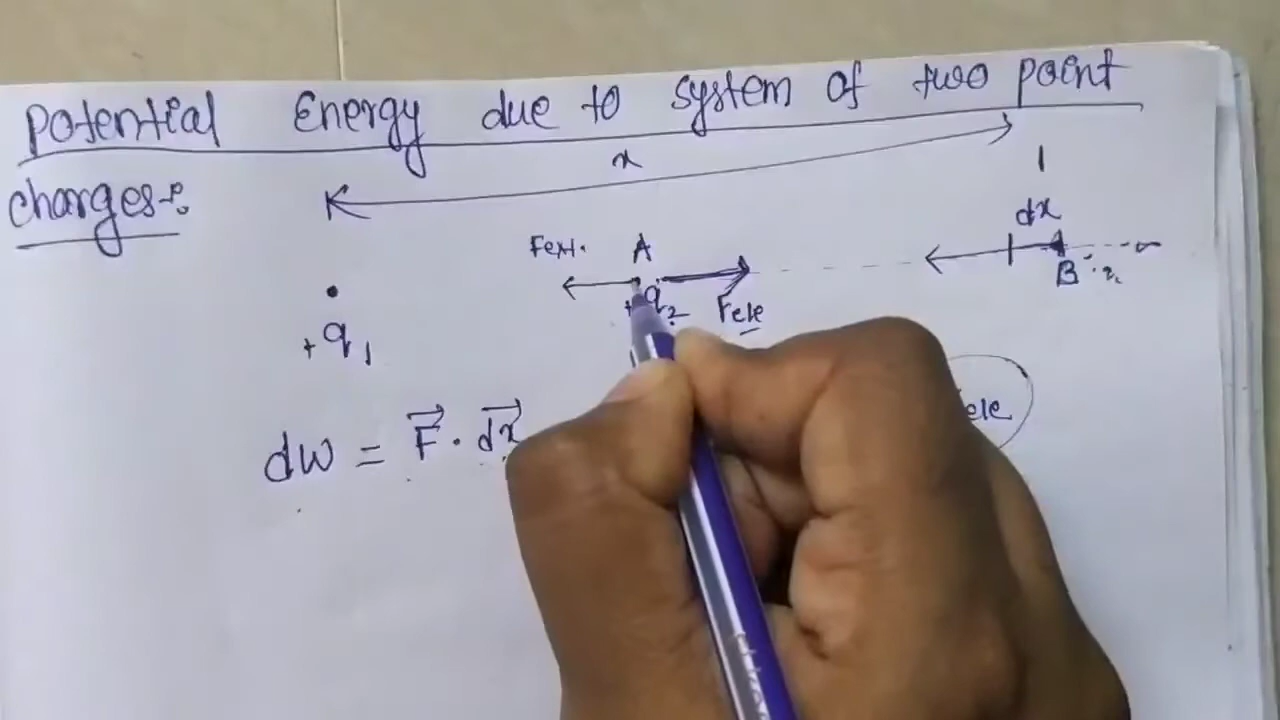 Potential Energy due to system of two point
charges:
x
dx
Fext. A
B
+q2 Fele
+q1
ele
dw = F⃗ · dx⃗